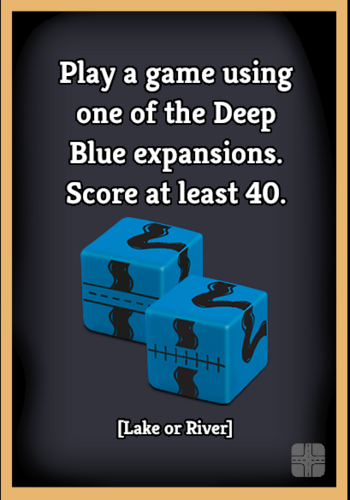 Play a game using
one of the Deep
Blue expansions.
Score at least 40.
[Lake or River]